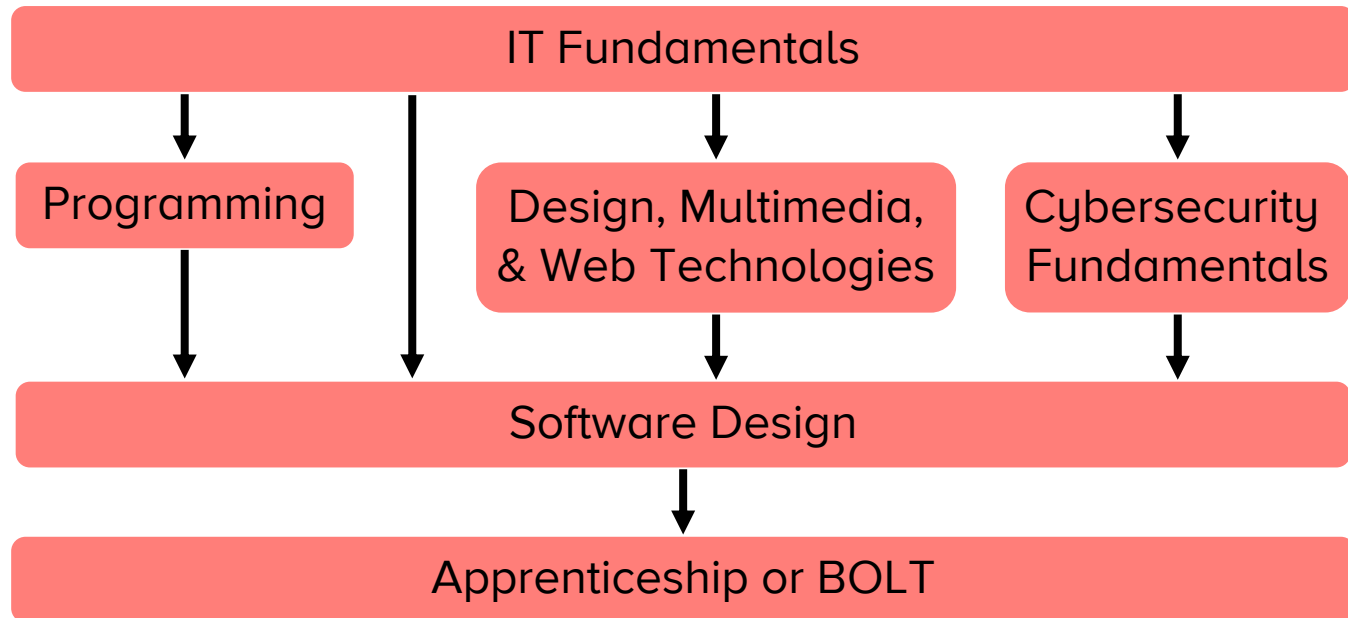 IT Fundamentals
Programming
Design, Multimedia,
& Web Technologies
Cybersecurity
Fundamentals
Software Design
Apprenticeship or BOLT